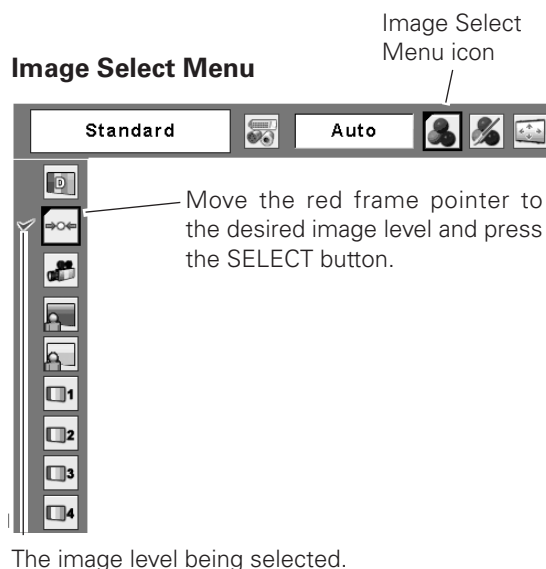 Image Select
Menu icon
Image Select Menu
Standard
Auto
D
Move the red frame pointer to
the desired image level and press
the SELECT button.
1
2
3
4
The image level being selected.